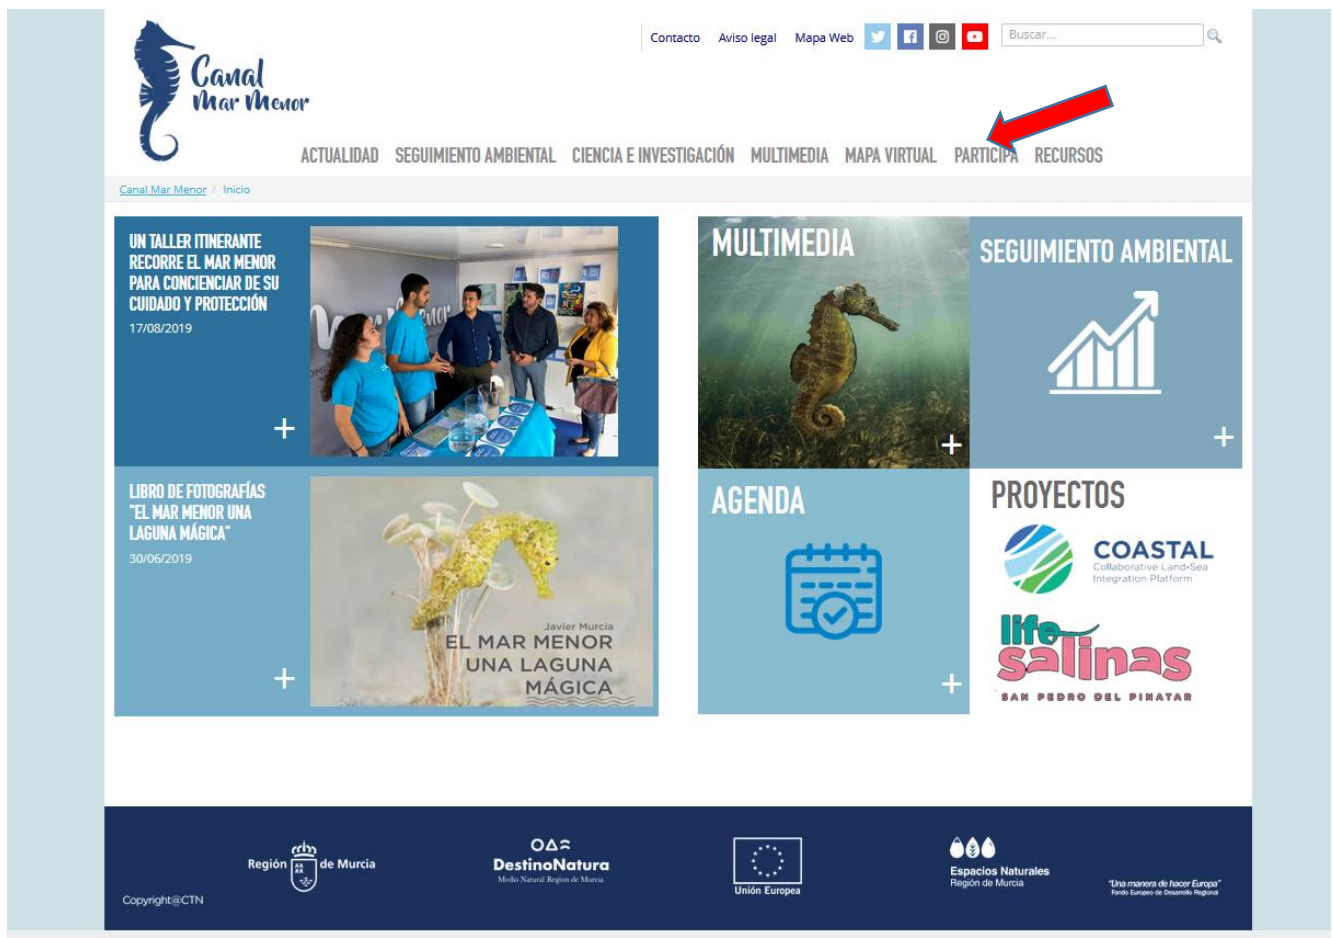 Canal
Mar Menor
Contacto Aviso legal Mapa Web
Buscar...
ACTUALIDAD SEGUIMIENTO AMBIENTAL CIENCIA E INVESTIGACIÓN MULTIMEDIA MAPA VIRTUAL PARTICIPA RECURSOS
Canal Mar Menor / Inicio
UN TALLER ITINERANTE
RECORRE EL MAR MENOR
PARA CONCIENCIAR DE SU
CUIDADO Y PROTECCIÓN
17/08/2019
+
LIBRO DE FOTOGRAFÍAS
"EL MAR MENOR UNA
LAGUNA MÁGICA"
30/06/2019
+
Javier Murcia
EL MAR MENOR
UNA LAGUNA
MÁGICA
MULTIMEDIA
+
SEGUIMIENTO AMBIENTAL
+
AGENDA
+
PROYECTOS
COASTAL
Collaborative Land-Sea
Integration Platform
life
salinas
SAN PEDRO DEL PINATAR
Región de Murcia
Copyright@CTN
DestinoNatura
Medio Natural Region de Murcia
Unión Europea
Espacios Naturales
Región de Murcia
"Una manera de hacer Europa"
Fondo Europeo de Desarrollo Regional